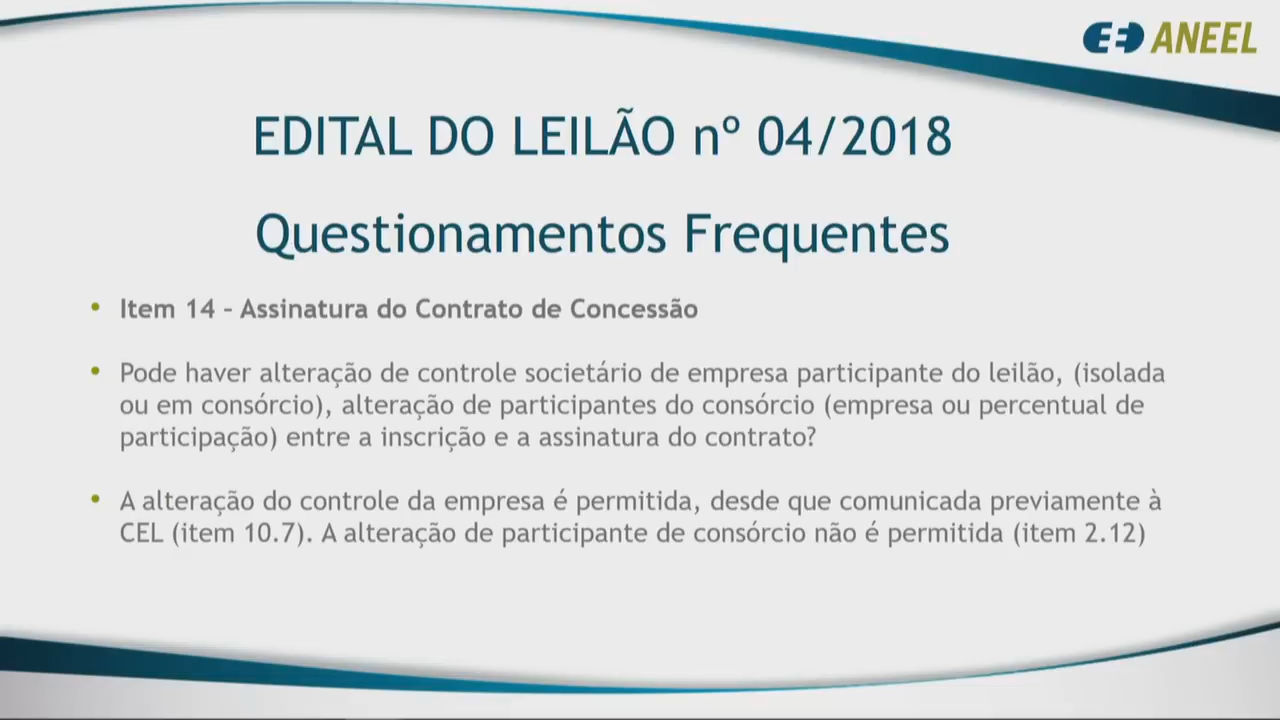 ANEEL
EDITAL DO LEILÃO nº 04/2018
Questionamentos Frequentes
• Item 14 – Assinatura do Contrato de Concessão
• Pode haver alteração de controle societário de empresa participante do leilão, (isolada
ou em consórcio), alteração de participantes do consórcio (empresa ou percentual de
participação) entre a inscrição e a assinatura do contrato?
• A alteração do controle da empresa é permitida, desde que comunicada previamente à
CEL (item 10.7). A alteração de participante de consórcio não é permitida (item 2.12)